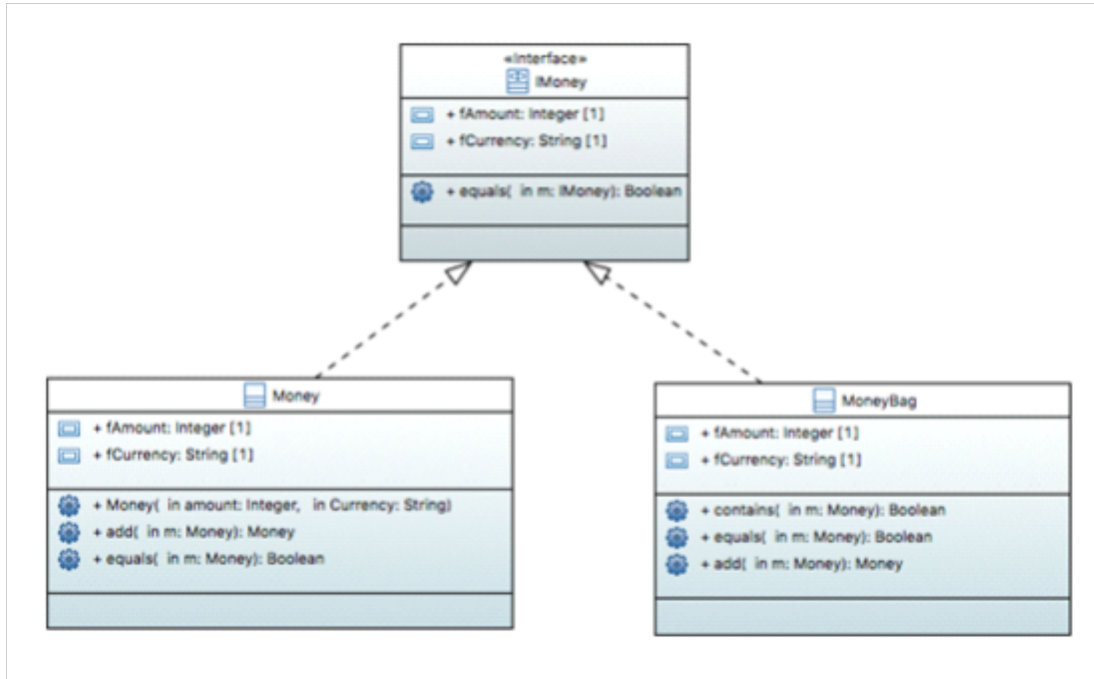 «Interface»
IMoney
+ fAmount: Integer [1]
+ fCurrency: String [1]
+ equals( in m: IMoney): Boolean
Money
+ fAmount: Integer [1]
+ fCurrency: String [1]
+ Money( in amount: Integer, in Currency: String)
+ add( in m: Money): Money
+ equals( in m: Money): Boolean
MoneyBag
+ fAmount: Integer [1]
+ fCurrency: String [1]
+ contains( in m: Money): Boolean
+ equals( in m: Money): Boolean
+ add( in m: Money): Money